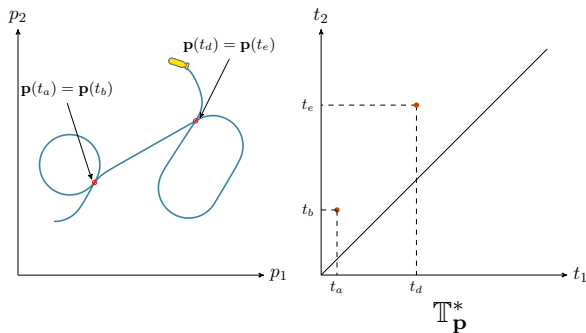 p₂
p(t_d) = p(t_e)
p(t_a) = p(t_b)
p₁
t₂
t_e
t_b
t_a
t_d
t₁
𝕋*_p